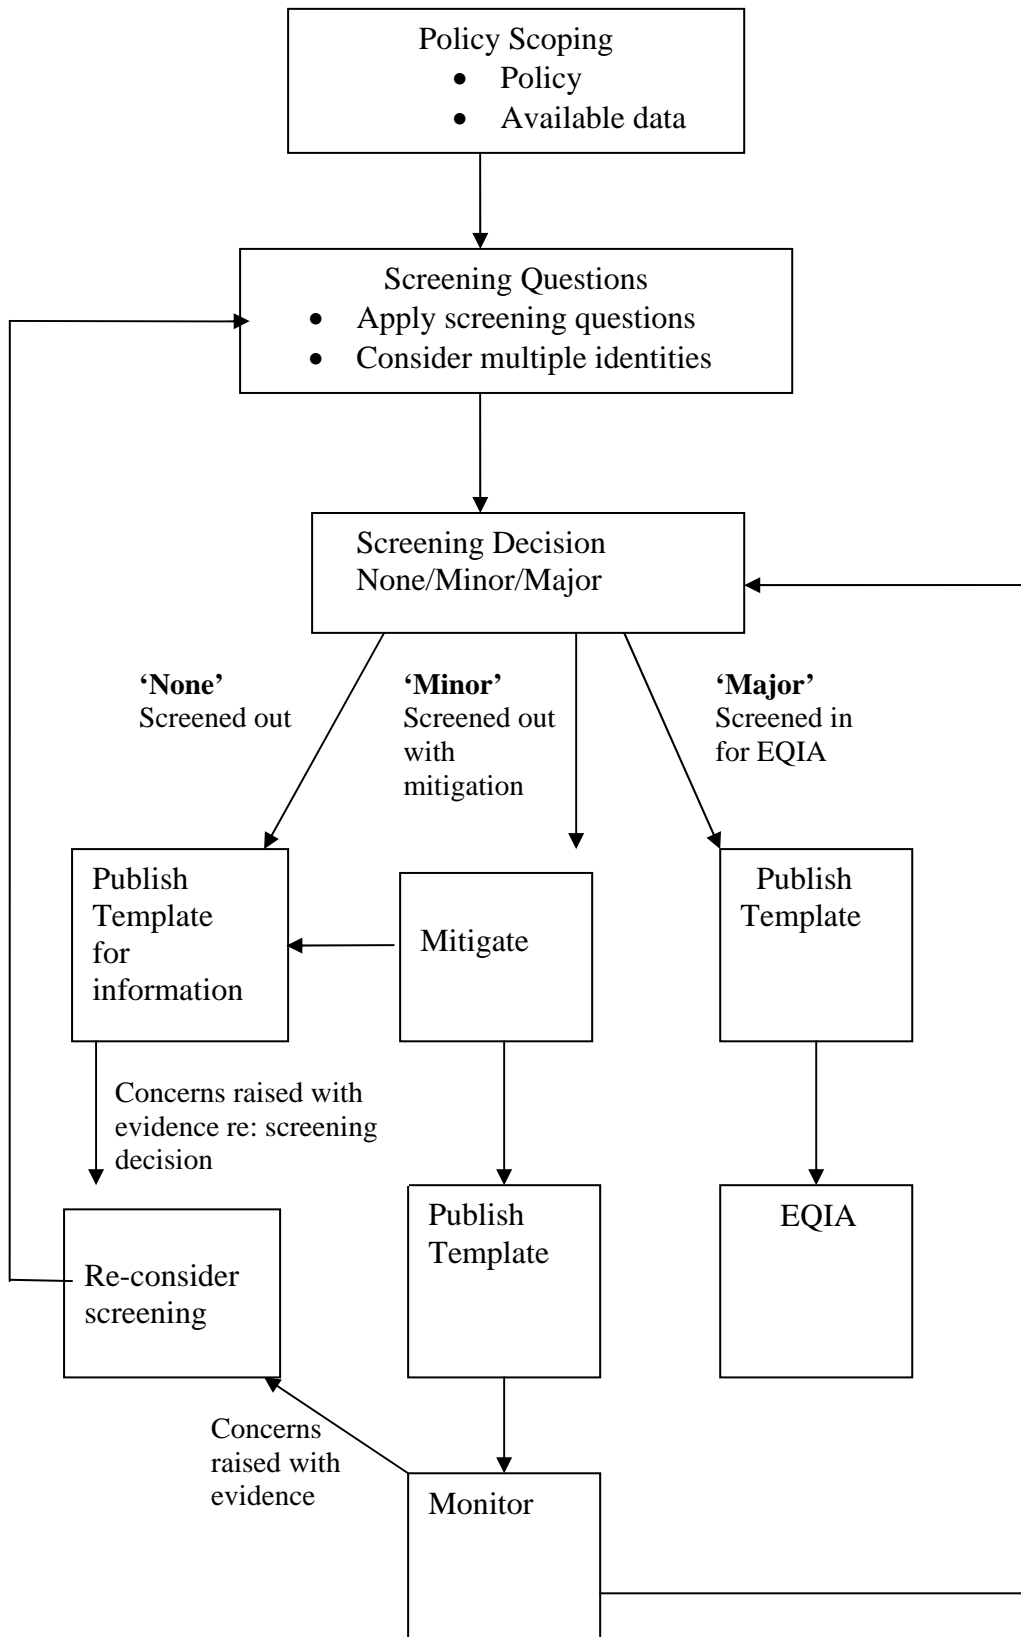 Policy Scoping
• Policy
• Available data
Screening Questions
• Apply screening questions
• Consider multiple identities
Screening Decision
None/Minor/Major
‘None’
Screened out
‘Minor’
Screened out
with
mitigation
‘Major’
Screened in
for EQIA
Publish
Template
for
information
Mitigate
Publish
Template
Concerns raised with
evidence re: screening
decision
Re-consider
screening
Publish
Template
EQIA
Concerns
raised with
evidence
Monitor